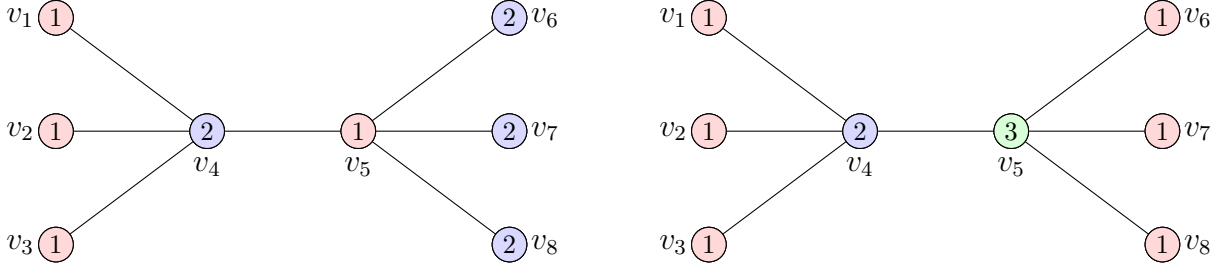 v₁ 1 2 v₆ v₁ 1 1 v₆
v₂ 1 2 1 2 v₇ v₂ 1 2 3 1 v₇
v₄ v₅ v₄ v₅
v₃ 1 2 v₈ v₃ 1 1 v₈